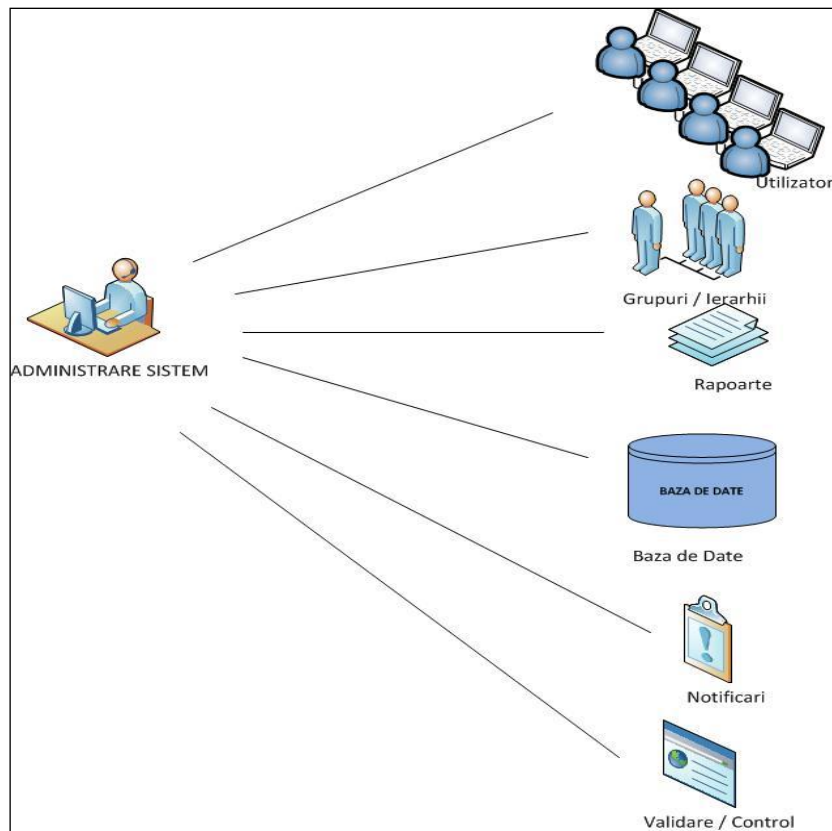 Utilizator
Grupuri / Ierarhii
ADMINISTRARE SISTEM
Rapoarte
BAZA DE DATE
Baza de Date
Notificari
Validare / Control